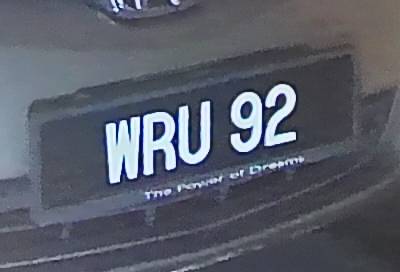 WRU 92
The Power of Dreams